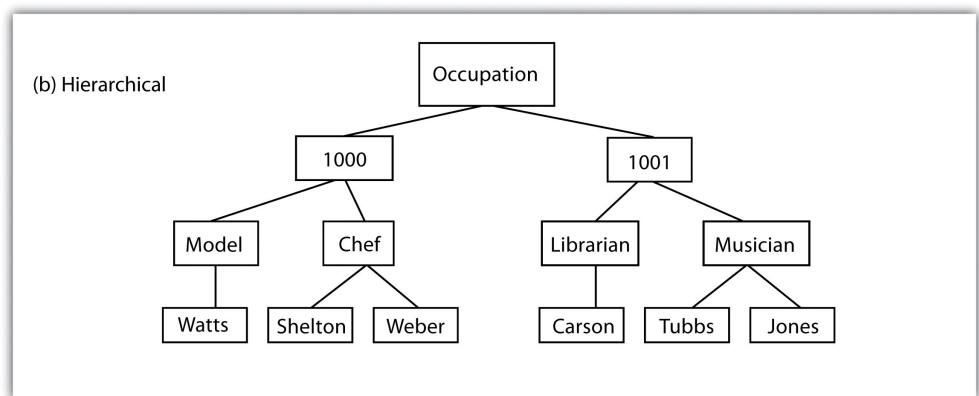 (b) Hierarchical
Occupation
1000 1001
Model Chef Librarian Musician
Watts Shelton Weber Carson Tubbs Jones